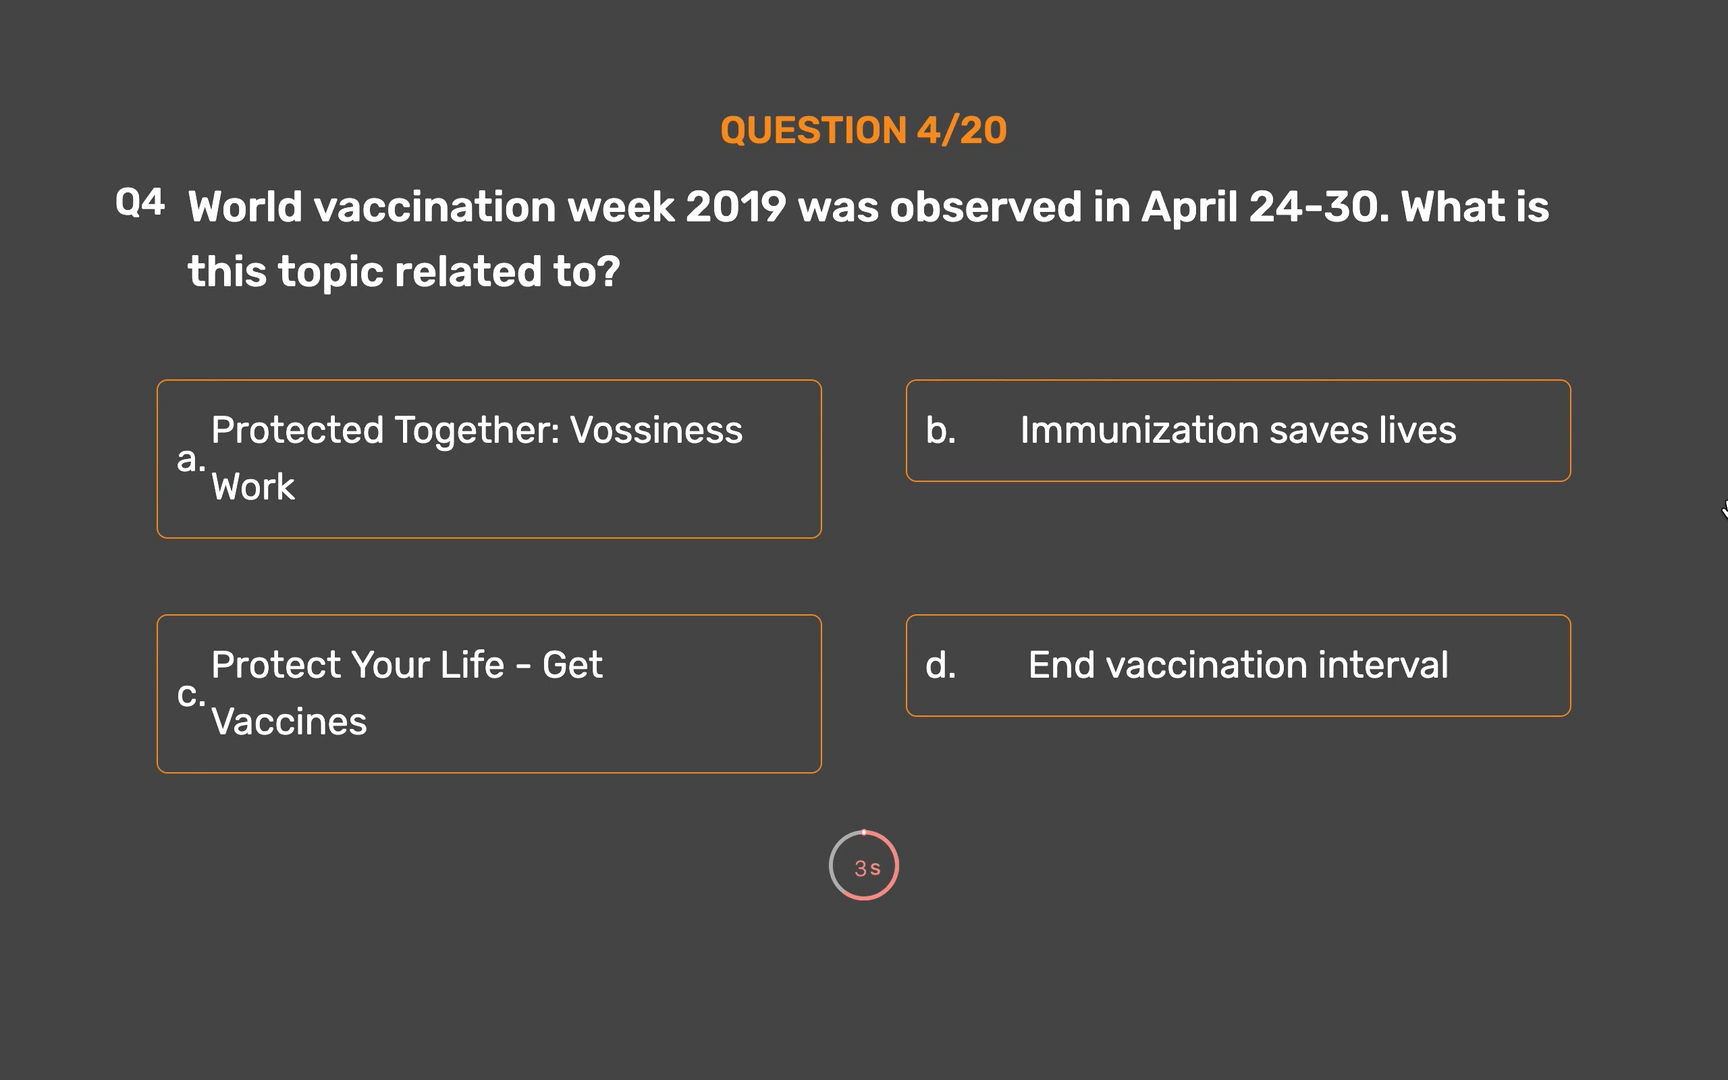 QUESTION 4/20
Q4 World vaccination week 2019 was observed in April 24-30. What is
this topic related to?
a. Protected Together: Vossiness
Work
b. Immunization saves lives
c. Protect Your Life - Get
Vaccines
d. End vaccination interval
3 s